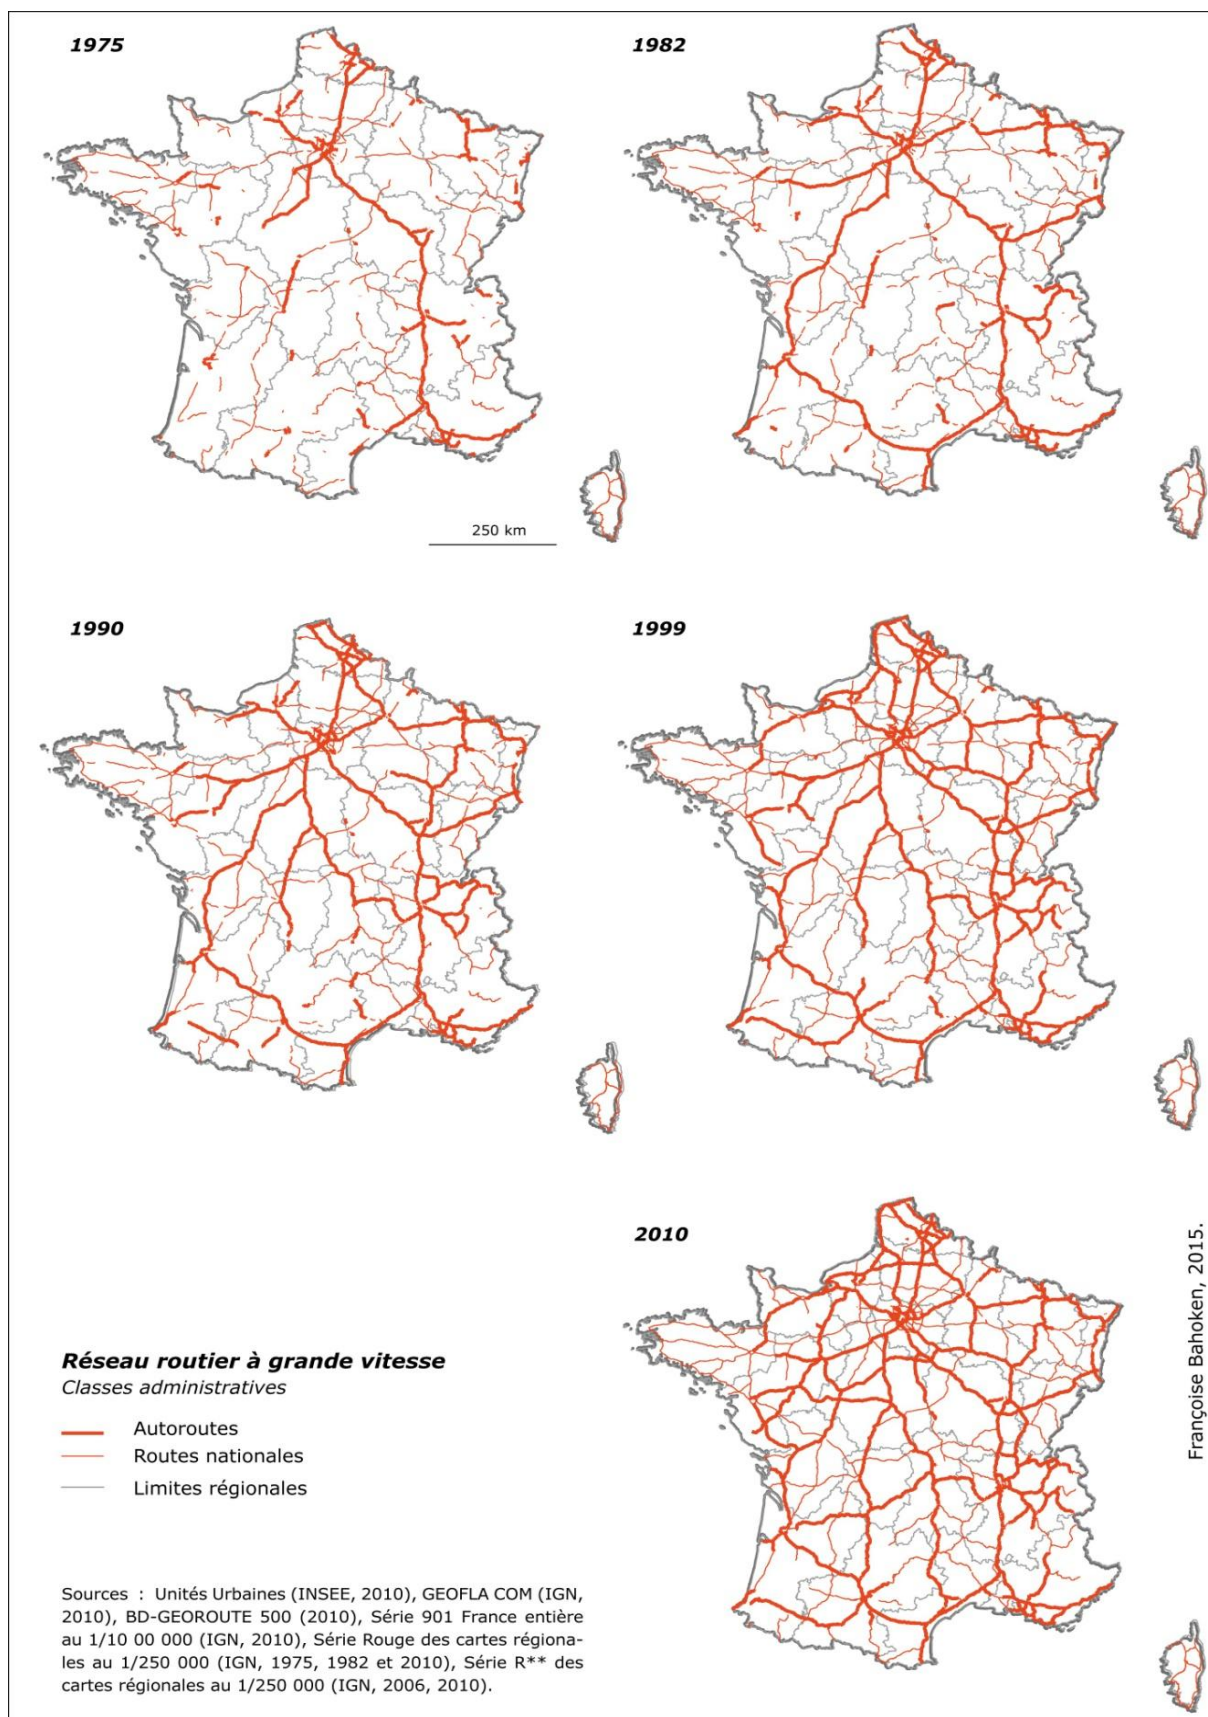 1975
1982
250 km
1990
1999
2010
Réseau routier à grande vitesse
Classes administratives
Autoroutes
Routes nationales
Limites régionales
Sources : Unités Urbaines (INSEE, 2010), GEOFLA COM (IGN,
2010), BD-GEOROUTE 500 (2010), Série 901 France entière
au 1/10 00 000 (IGN, 2010), Série Rouge des cartes régiona-
les au 1/250 000 (IGN, 1975, 1982 et 2010), Série R** des
cartes régionales au 1/250 000 (IGN, 2006, 2010).
Françoise Bahoken, 2015.